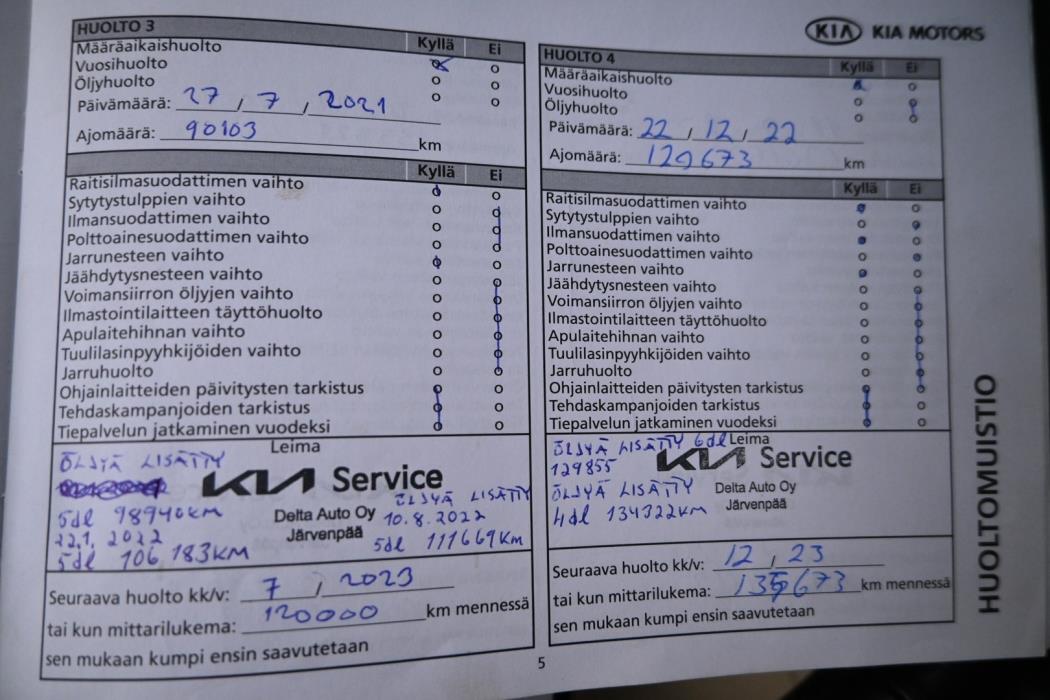 HUOLTO 3
Kyllä Ei
Määräaikaishuolto
Vuosihuolto
Öljyhuolto
Päivämäärä: 27 / 7 / 2021
Ajomäärä: 90103 km
Kyllä Ei
Raitisilmasuodattimen vaihto
Sytytystulppien vaihto
Ilmansuodattimen vaihto
Polttoainesuodattimen vaihto
Jarrunesteen vaihto
Jäähdytysnesteen vaihto
Voimansiirron öljyjen vaihto
Ilmastointilaitteen täyttöhuolto
Apulaitehihnan vaihto
Tuulilasinpyyhkijöiden vaihto
Jarruhuolto
Ohjainlaitteiden päivitysten tarkistus
Tehdaskampanjoiden tarkistus
Tiepalvelun jatkaminen vuodeksi
Leima
ÖLJYÄ LISÄTTY
KIA Service
Delta Auto Oy
Järvenpää
5dl 98940KM
22.1. 2022
5dl 106 183KM
ÖLJYÄ LISÄTTY
10.8.2022
5dl 111669KM
Seuraava huolto kk/v: 7 / 2023
tai kun mittarilukema: 120000 km mennessä
sen mukaan kumpi ensin saavutetaan
KIA KIA MOTORS
HUOLTO 4
Kyllä Ei
Määräaikaishuolto
Vuosihuolto
Öljyhuolto
Päivämäärä: 22 / 12 / 22
Ajomäärä: 129673 km
Kyllä Ei
Raitisilmasuodattimen vaihto
Sytytystulppien vaihto
Ilmansuodattimen vaihto
Polttoainesuodattimen vaihto
Jarrunesteen vaihto
Jäähdytysnesteen vaihto
Voimansiirron öljyjen vaihto
Ilmastointilaitteen täyttöhuolto
Apulaitehihnan vaihto
Tuulilasinpyyhkijöiden vaihto
Jarruhuolto
Ohjainlaitteiden päivitysten tarkistus
Tehdaskampanjoiden tarkistus
Tiepalvelun jatkaminen vuodeksi
Leima
ÖLJYÄ LISÄTTY 6dl
129855
KIA Service
Delta Auto Oy
Järvenpää
ÖLJYÄ LISÄTTY
4dl 134322KM
Seuraava huolto kk/v: 12 / 23
tai kun mittarilukema: 135673 km mennessä
sen mukaan kumpi ensin saavutetaan
HUOLTOMUISTIO
5